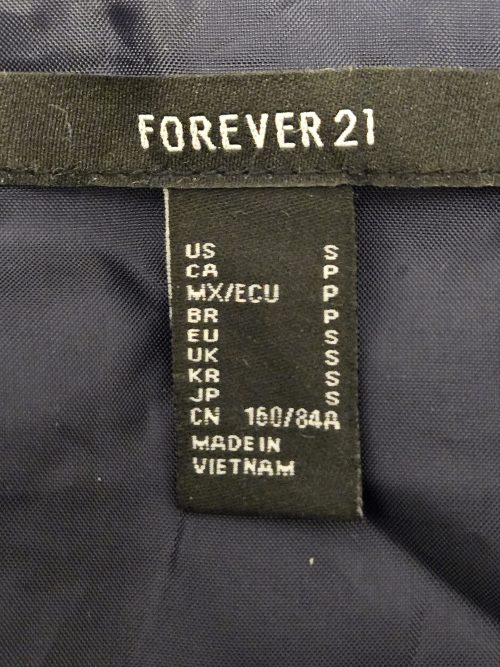 FOREVER 21
US S
CA P
MX/ECU P
BR P
EU S
UK S
KR S
JP S
CN 160/84A
MADE IN
VIETNAM